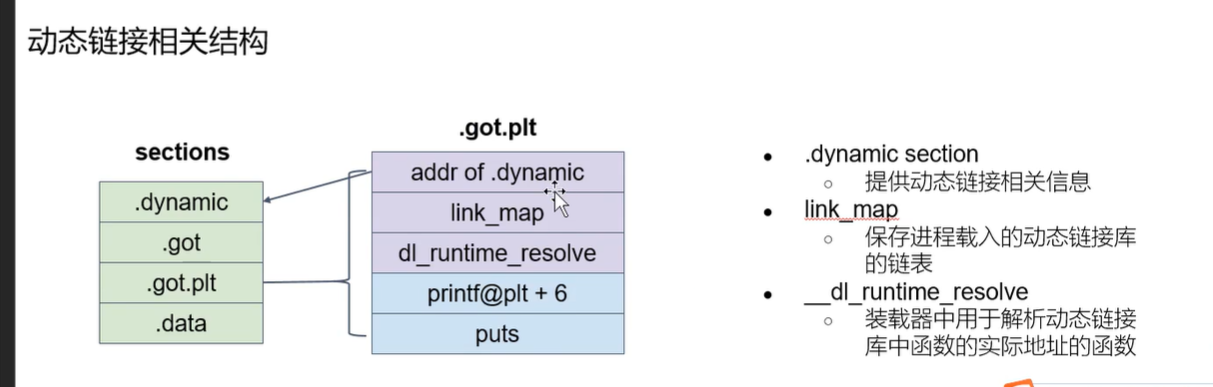 动态链接相关结构
sections
.dynamic
.got
.got.plt
.data
.got.plt
addr of .dynamic
link_map
dl_runtime_resolve
printf@plt + 6
puts
.dynamic section
提供动态链接相关信息
link_map
保存进程载入的动态链接库
的链表
__dl_runtime_resolve
装载器中用于解析动态链接
库中函数的实际地址的函数